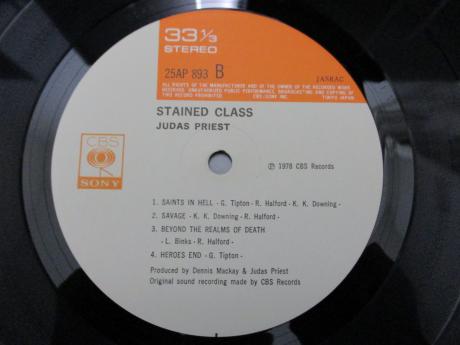 33 1/3
STEREO
25AP 893 B
JASRAC
ALL RIGHTS OF THE MANUFACTURER AND OF THE OWNER OF THE RECORDED WORK
RESERVED. UNAUTHORIZED PUBLIC PERFORMANCE, BROADCASTING AND COPYING OF
THIS RECORD PROHIBITED
CBS/SONY INC. TOKYO JAPAN
STAINED CLASS
JUDAS PRIEST
CBS
SONY
℗ 1978 CBS Records
1. SAINTS IN HELL - G. Tipton - R. Halford - K. K. Downing -
2. SAVAGE - K. K. Downing - R. Halford -
3. BEYOND THE REALMS OF DEATH
- L. Binks - R. Halford -
4. HEROES END - G. Tipton -
Produced by Dennis Mackay & Judas Priest
Original sound recording made by CBS Records